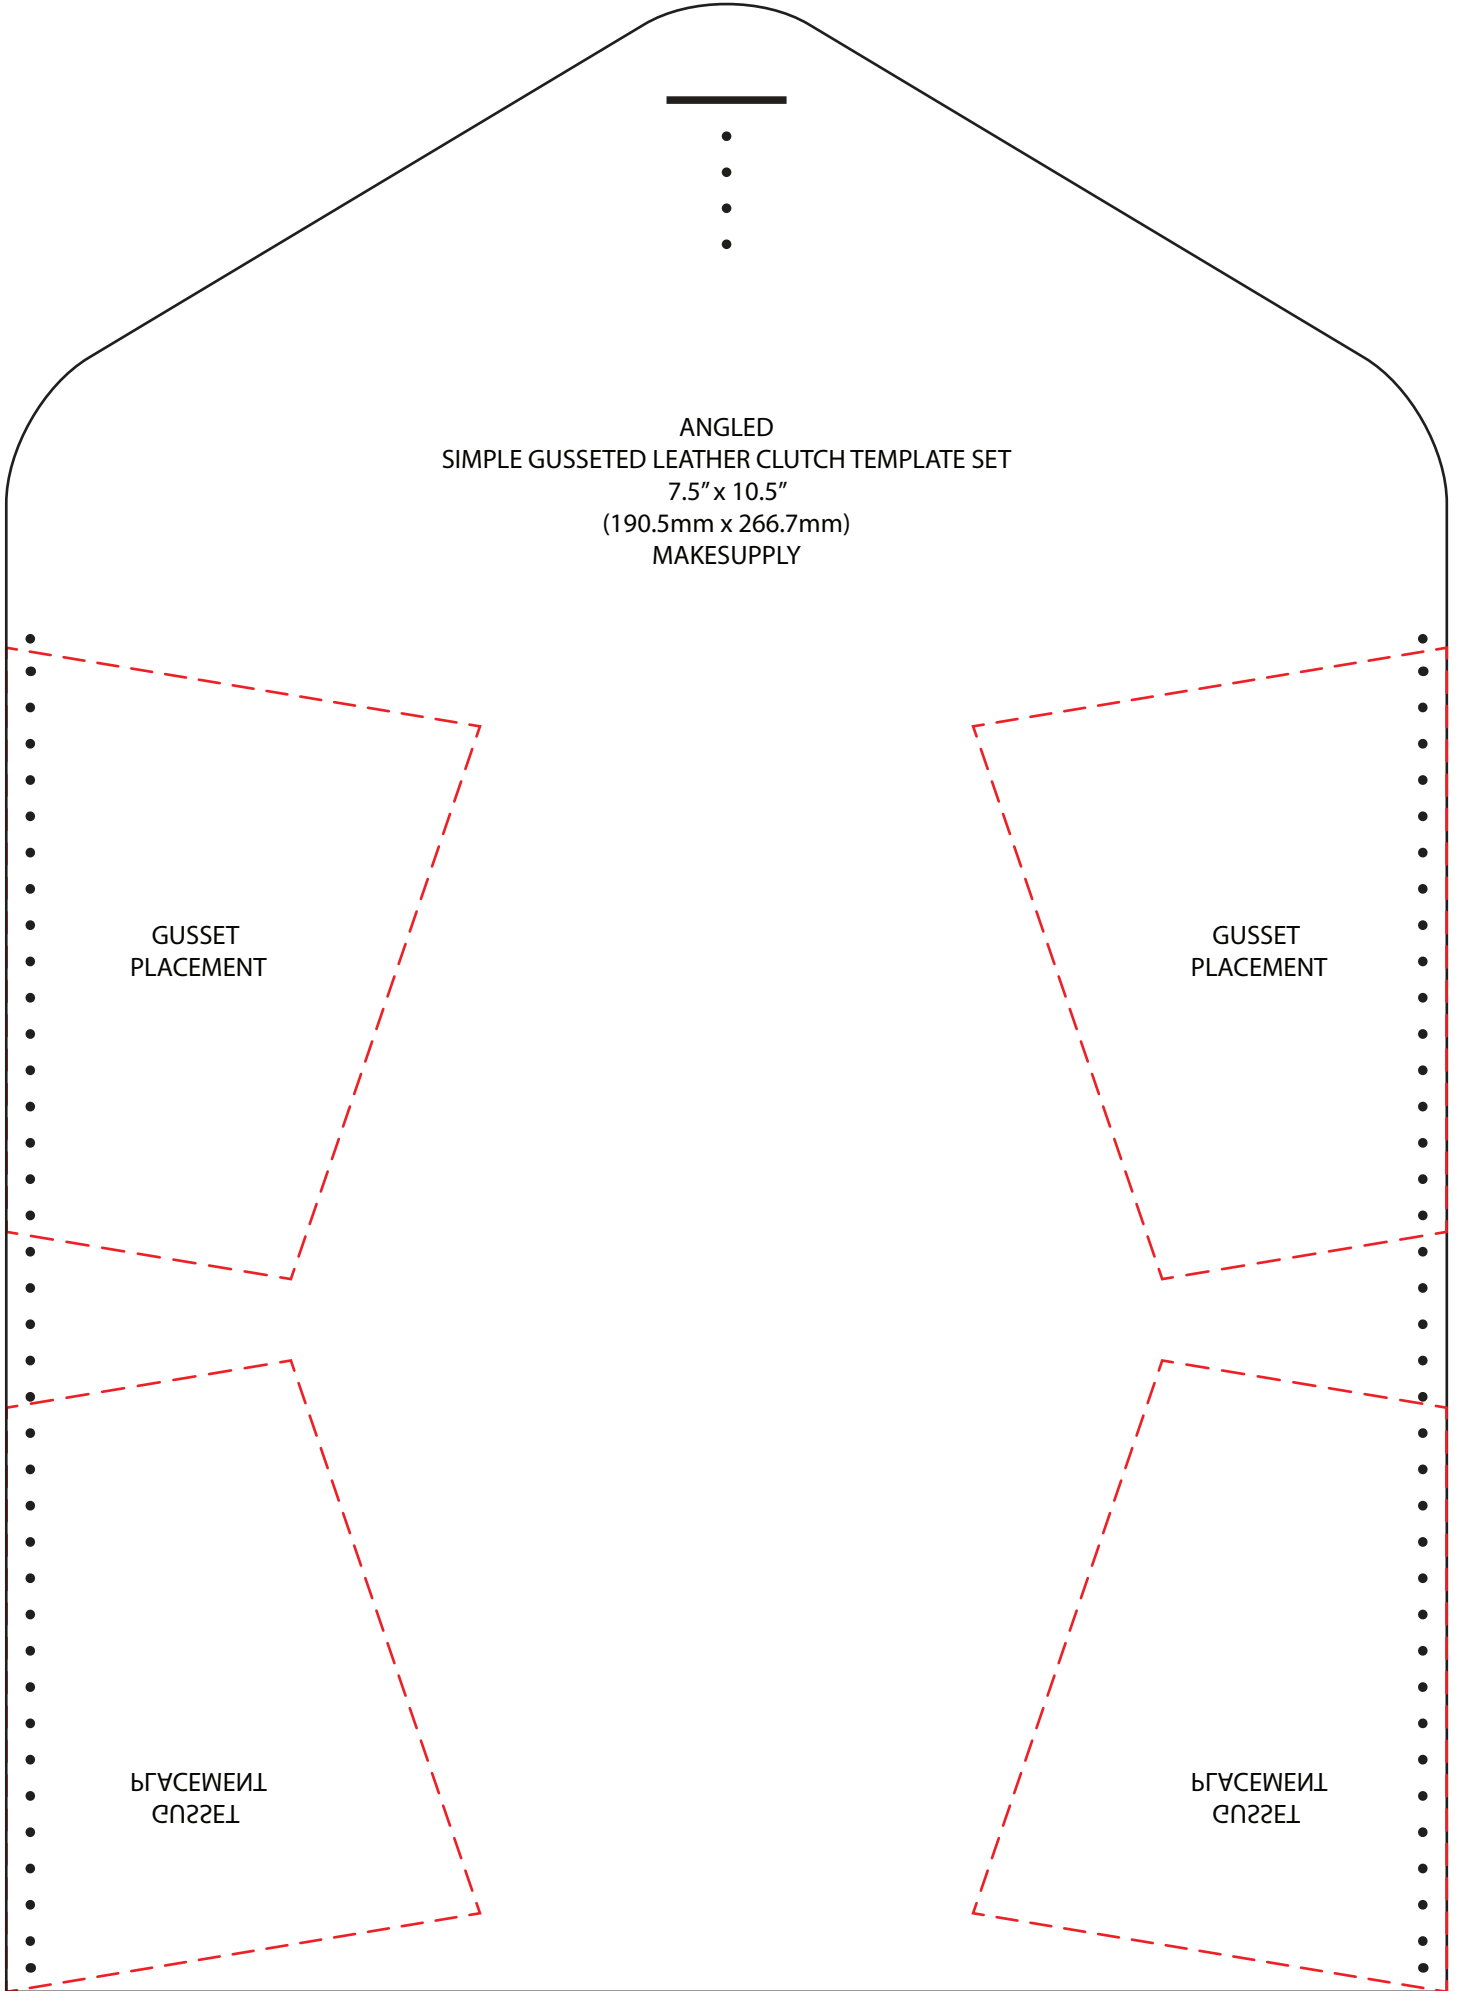 ANGLED
SIMPLE GUSSETED LEATHER CLUTCH TEMPLATE SET
7.5” x 10.5”
(190.5mm x 266.7mm)
MAKESUPPLY
GUSSET
PLACEMENT
GUSSET
PLACEMENT
GUSSET
PLACEMENT
GUSSET
PLACEMENT